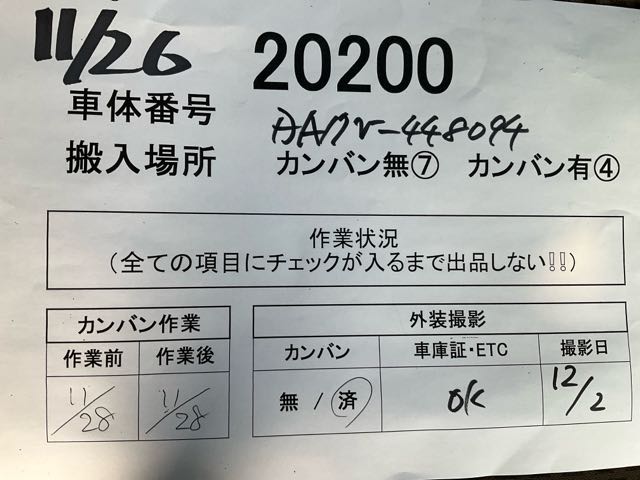 11/26
20200
車体番号
搬入場所 カンバン無⑦ カンバン有④
作業状況
(全ての項目にチェックが入るまで出品しない!!)
カンバン作業 外装撮影
作業前 作業後 カンバン 車庫証・ETC 撮影日
11/28 11/28 無 / 済 OK 12/2